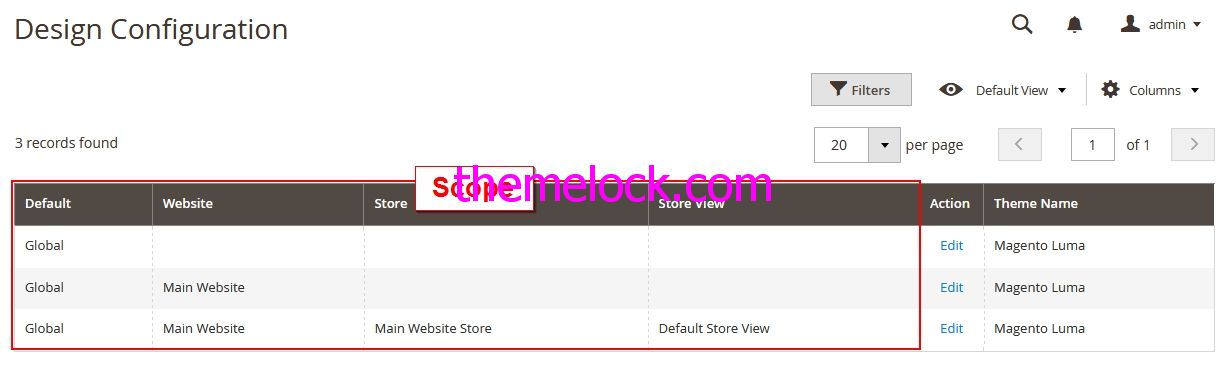 Design Configuration
admin
Filters
Default View
Columns
3 records found
20 per page
1 of 1
Scope
themelock.com
Default Website Store Store View Action Theme Name
Global Edit Magento Luma
Global Main Website Edit Magento Luma
Global Main Website Main Website Store Default Store View Edit Magento Luma